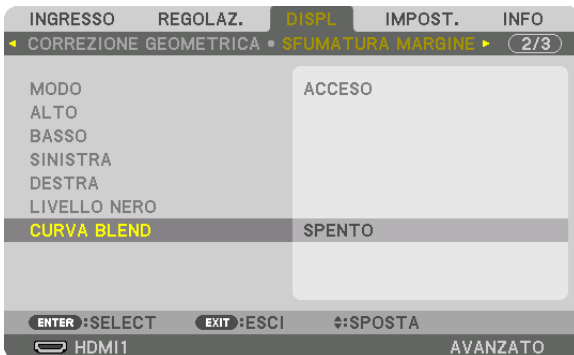 INGRESSO REGOLAZ. DISPL IMPOST. INFO
◂ CORREZIONE GEOMETRICA • SFUMATURA MARGINE ▸ 2/3
MODO ACCESO
ALTO
BASSO
SINISTRA
DESTRA
LIVELLO NERO
CURVA BLEND SPENTO
ENTER :SELECT EXIT :ESCI ♦:SPOSTA
HDMI1 AVANZATO